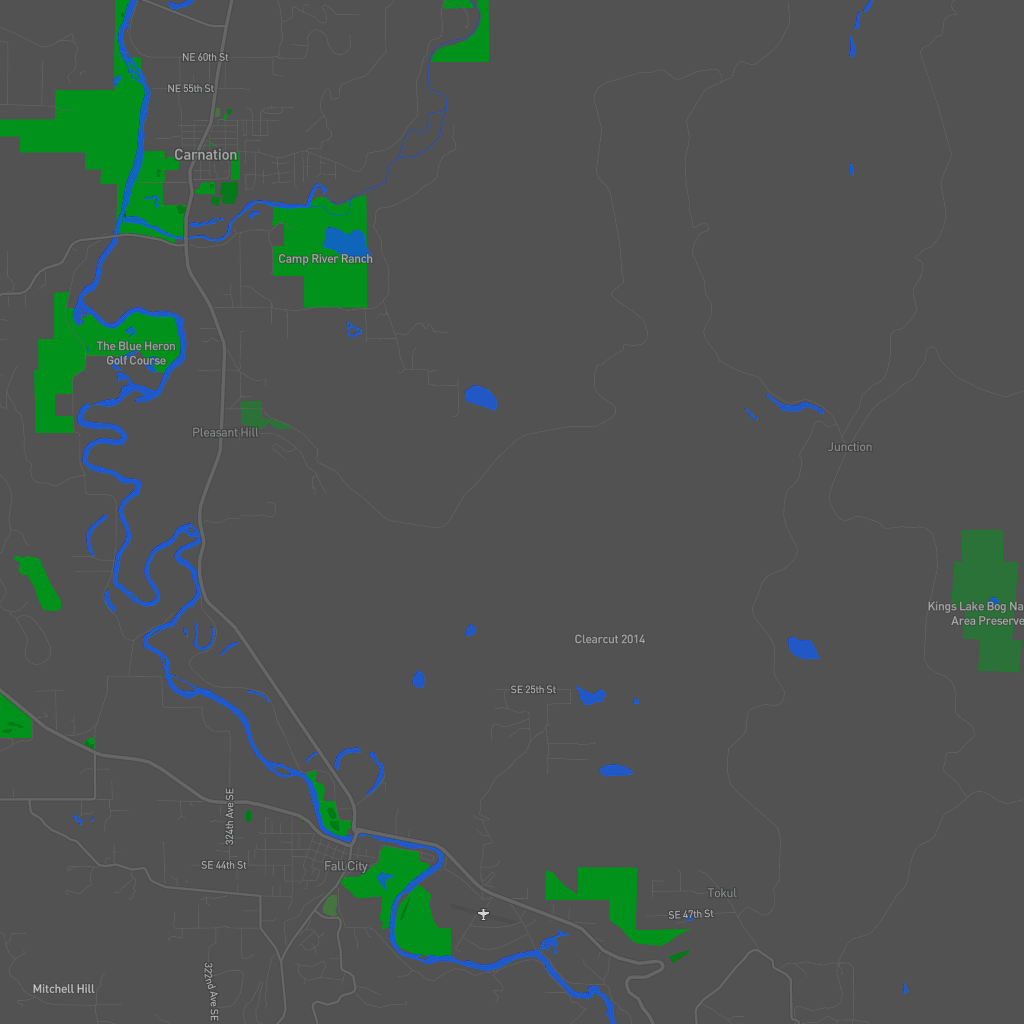 NE 60th St
NE 55th St
Carnation
Camp River Ranch
The Blue Heron
Golf Course
Pleasant Hill
Junction
Kings Lake Bog Na
Area Preserve
Clearcut 2014
SE 25th St
324th Ave SE
SE 44th St
Fall City
Tokul
SE 47th St
322nd Ave SE
Mitchell Hill